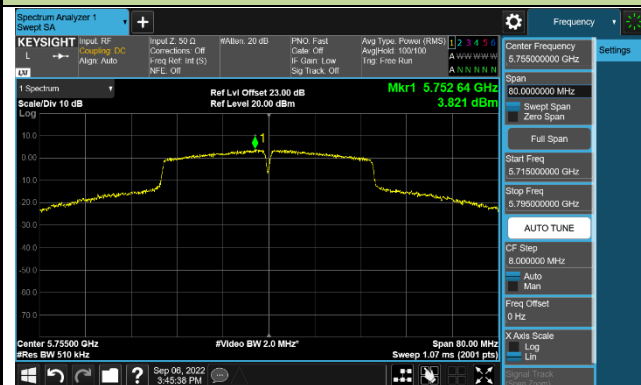 Spectrum Analyzer 1
Swept SA
Frequency
KEYSIGHT
L
Input: RF
Coupling: DC
Align: Auto
Input Z: 50 Ω
Corrections: Off
Freq Ref: Int (S)
NFE: Off
#Atten: 20 dB
PNO: Fast
Gate: Off
IF Gain: Low
Sig Track: Off
Avg Type: Power (RMS)
Avg|Hold: 100/100
Trig: Free Run
1 2 3 4 5 6
A W W W W W
A N N N N N
1 Spectrum
Scale/Div 10 dB
Log
Ref Lvl Offset 23.00 dB
Ref Level 20.00 dBm
Mkr1 5.752 64 GHz
3.821 dBm
1
10.0
0.00
10.0
20.0
30.0
40.0
-50.0
-60.0
70.0
Center 5.75500 GHz
#Res BW 510 kHz
#Video BW 2.0 MHz*
Span 80.00 MHz
Sweep 1.07 ms (2001 pts)
Sep 06, 2022
3:45:38 PM
Center Frequency
5.755000000 GHz
Settings
Span
80.0000000 MHz
Swept Span
Zero Span
Full Span
Start Freq
5.715000000 GHz
Stop Freq
5.795000000 GHz
AUTO TUNE
CF Step
8.000000 MHz
Auto
Man
Freq Offset
0 Hz
X Axis Scale
Log
Lin
Signal Track